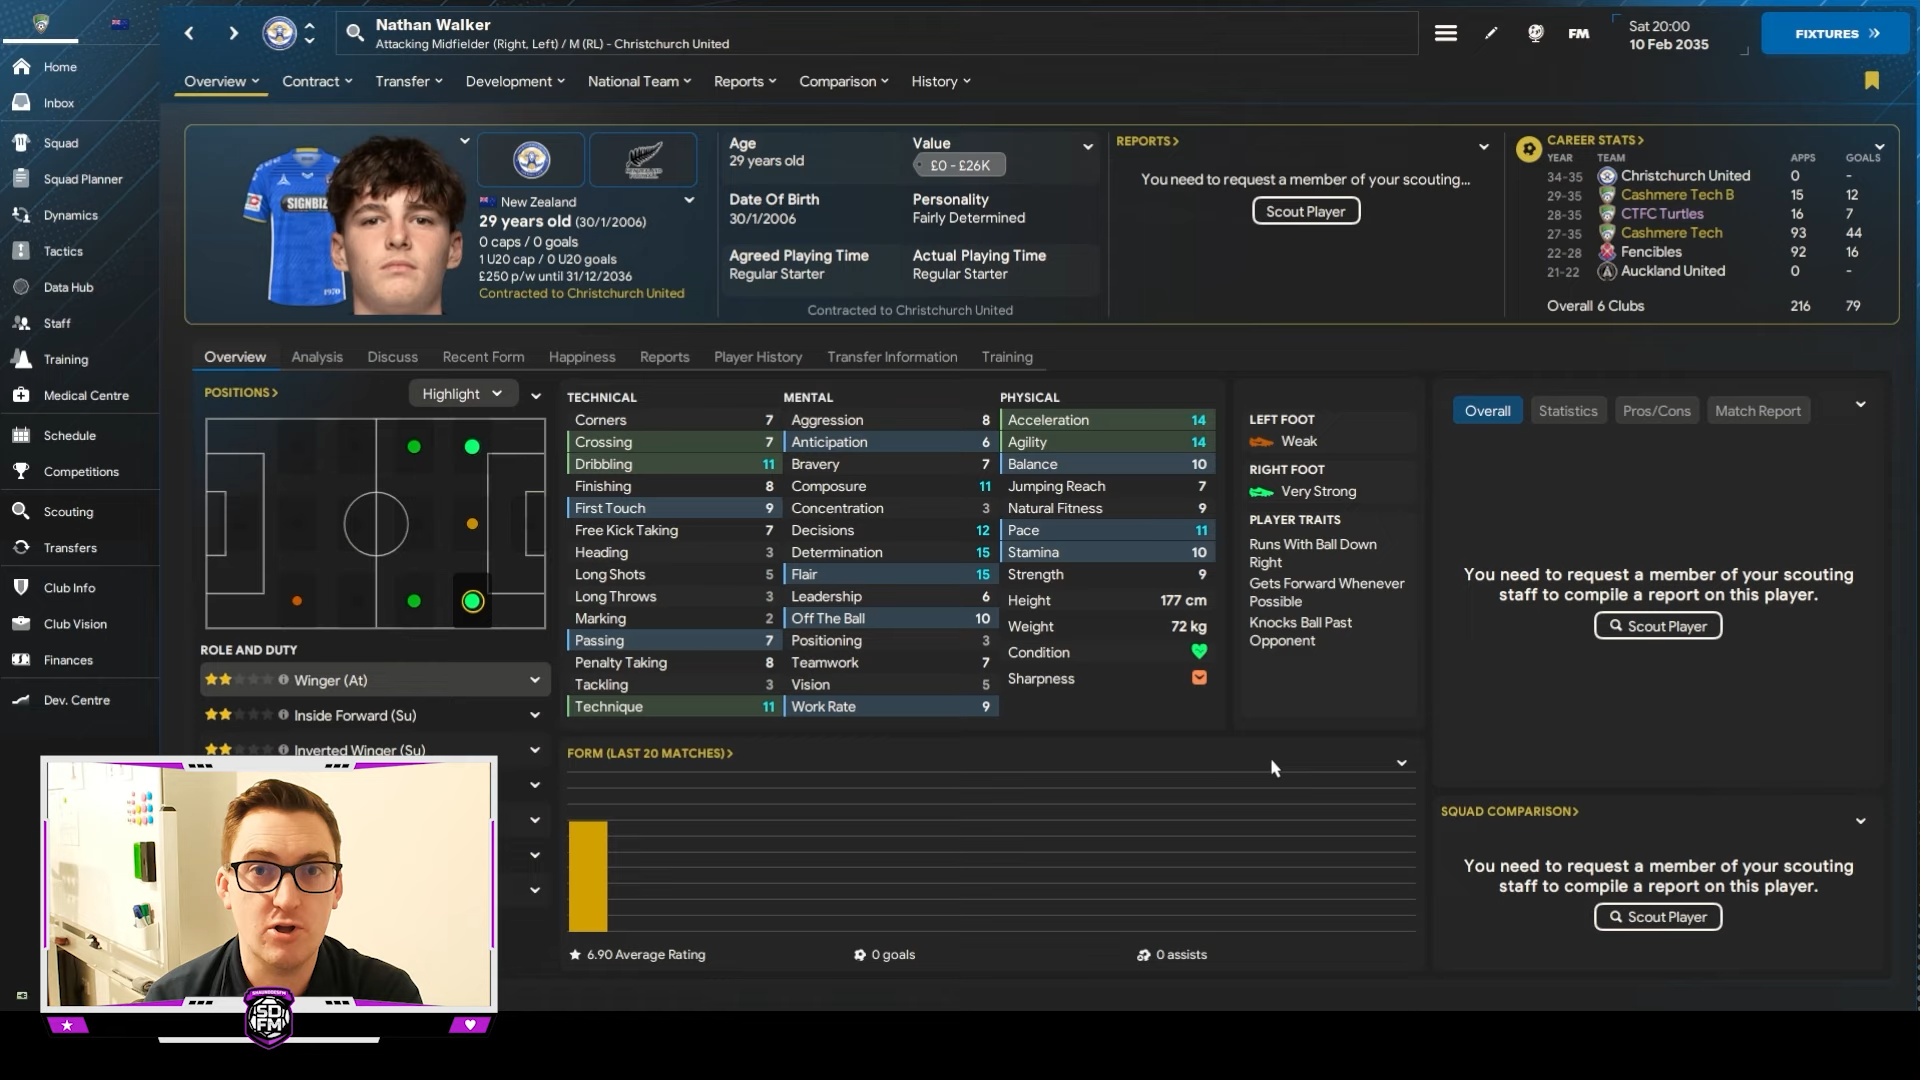 Nathan Walker
Attacking Midfielder (Right, Left) / M (RL) - Christchurch United
FM
Sat 20:00
10 Feb 2035
FIXTURES
Home
Inbox
Squad
Squad Planner
Dynamics
Tactics
Data Hub
Staff
Training
Medical Centre
Schedule
Competitions
Scouting
Transfers
Club Info
Club Vision
Finances
Dev. Centre
Overview Contract Transfer Development National Team Reports Comparison History
SIGNBIZ
1970
New Zealand
29 years old (30/1/2006)
0 caps / 0 goals
1 U20 cap / 0 U20 goals
£250 p/w until 31/12/2036
Contracted to Christchurch United
Age
29 years old
Value
£0 - £26K
Date Of Birth
30/1/2006
Personality
Fairly Determined
Agreed Playing Time
Regular Starter
Actual Playing Time
Regular Starter
Contracted to Christchurch United
REPORTS >
You need to request a member of your scouting...
Scout Player
CAREER STATS >
YEAR TEAM APPS GOALS
34-35 Christchurch United 0 -
29-35 Cashmere Tech B 15 12
28-35 CTFC Turtles 16 7
27-35 Cashmere Tech 93 44
22-28 Fencibles 92 16
21-22 Auckland United 0 -
Overall 6 Clubs 216 79
Overview Analysis Discuss Recent Form Happiness Reports Player History Transfer Information Training
POSITIONS >
Highlight
ROLE AND DUTY
Winger (At)
Inside Forward (Su)
Inverted Winger (Su)
TECHNICAL
Corners 7
Crossing 7
Dribbling 11
Finishing 8
First Touch 9
Free Kick Taking 7
Heading 3
Long Shots 5
Long Throws 3
Marking 2
Passing 7
Penalty Taking 8
Tackling 3
Technique 11
MENTAL
Aggression 8
Anticipation 6
Bravery 7
Composure 11
Concentration 3
Decisions 12
Determination 15
Flair 15
Leadership 6
Off The Ball 10
Positioning 3
Teamwork 7
Vision 5
Work Rate 9
PHYSICAL
Acceleration 14
Agility 14
Balance 10
Jumping Reach 7
Natural Fitness 9
Pace 11
Stamina 10
Strength 9
Height 177 cm
Weight 72 kg
Condition
Sharpness
LEFT FOOT
Weak
RIGHT FOOT
Very Strong
PLAYER TRAITS
Runs With Ball Down
Right
Gets Forward Whenever
Possible
Knocks Ball Past
Opponent
Overall Statistics Pros/Cons Match Report
You need to request a member of your scouting
staff to compile a report on this player.
Scout Player
FORM (LAST 20 MATCHES) >
6.90 Average Rating
0 goals
0 assists
SQUAD COMPARISON >
You need to request a member of your scouting
staff to compile a report on this player.
Scout Player
SD
FM